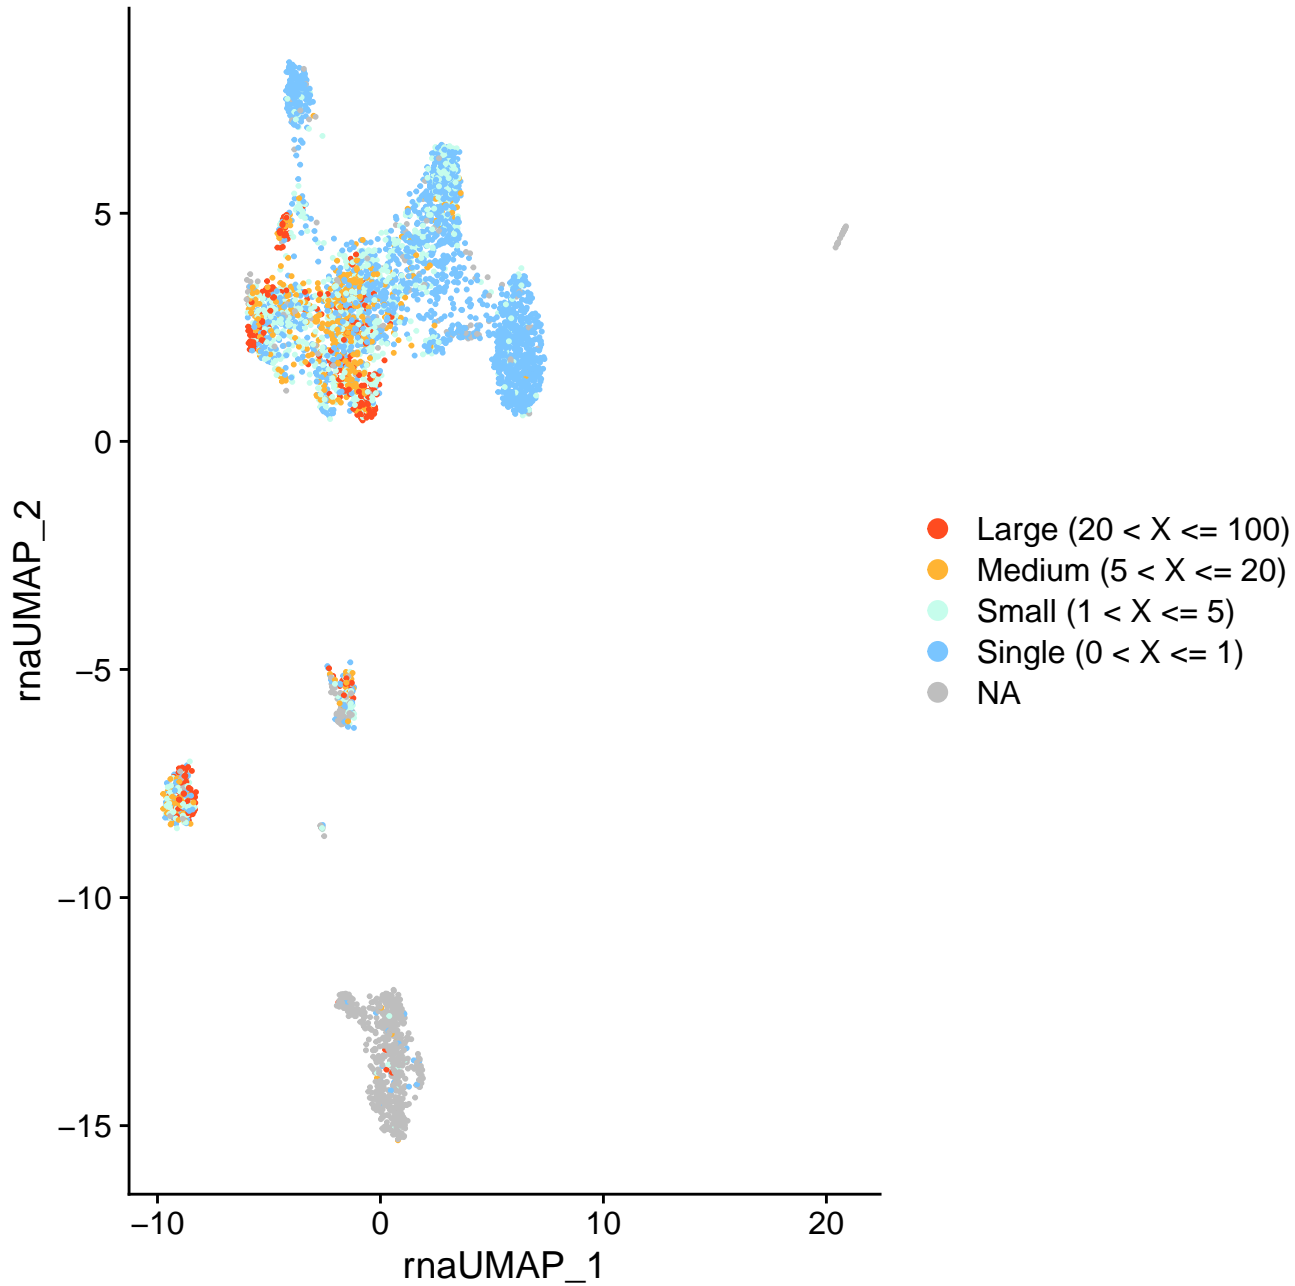 5
0
−5
−10
−15
rnaUMAP_2
−10 0 10 20
rnaUMAP_1
Large (20 < X <= 100)
Medium (5 < X <= 20)
Small (1 < X <= 5)
Single (0 < X <= 1)
NA